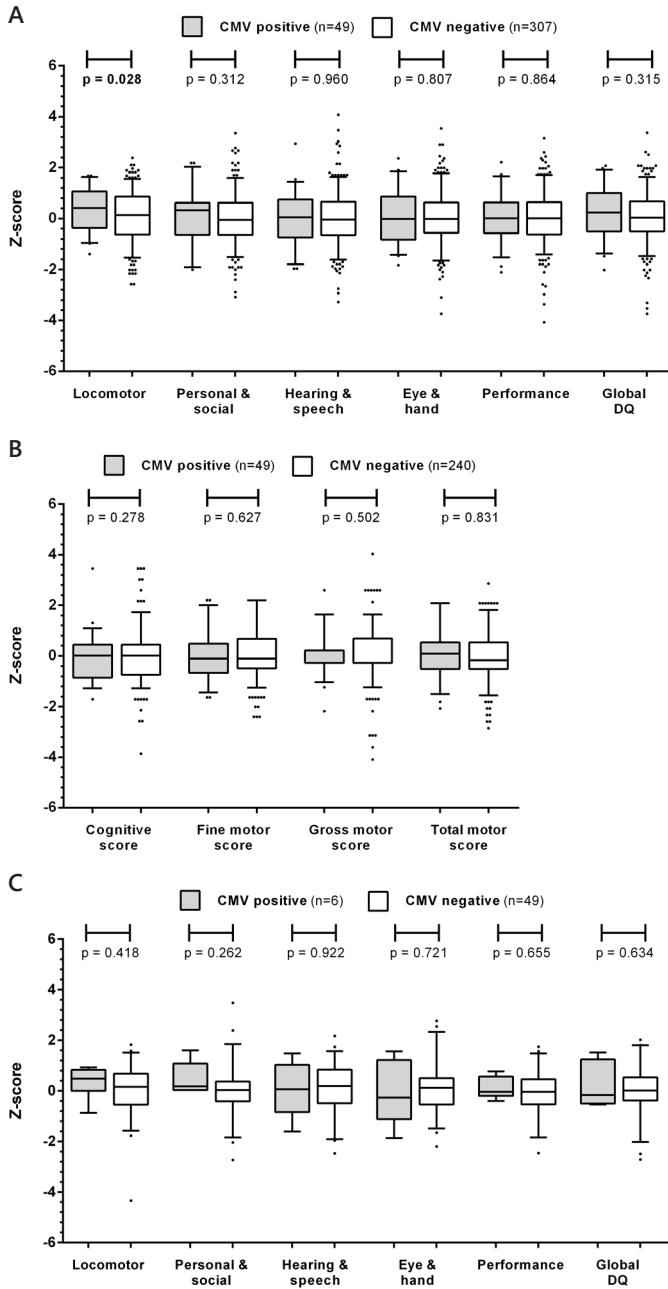 A
CMV positive (n=49) CMV negative (n=307)
p = 0.028 p = 0.312 p = 0.960 p = 0.807 p = 0.864 p = 0.315
Z-score
6
4
2
0
-2
-4
-6
Locomotor Personal & social Hearing & speech Eye & hand Performance Global DQ
B
CMV positive (n=49) CMV negative (n=240)
p = 0.278 p = 0.627 p = 0.502 p = 0.831
Z-score
6
4
2
0
-2
-4
-6
Cognitive score Fine motor score Gross motor score Total motor score
C
CMV positive (n=6) CMV negative (n=49)
p = 0.418 p = 0.262 p = 0.922 p = 0.721 p = 0.655 p = 0.634
Z-score
6
4
2
0
-2
-4
-6
Locomotor Personal & social Hearing & speech Eye & hand Performance Global DQ